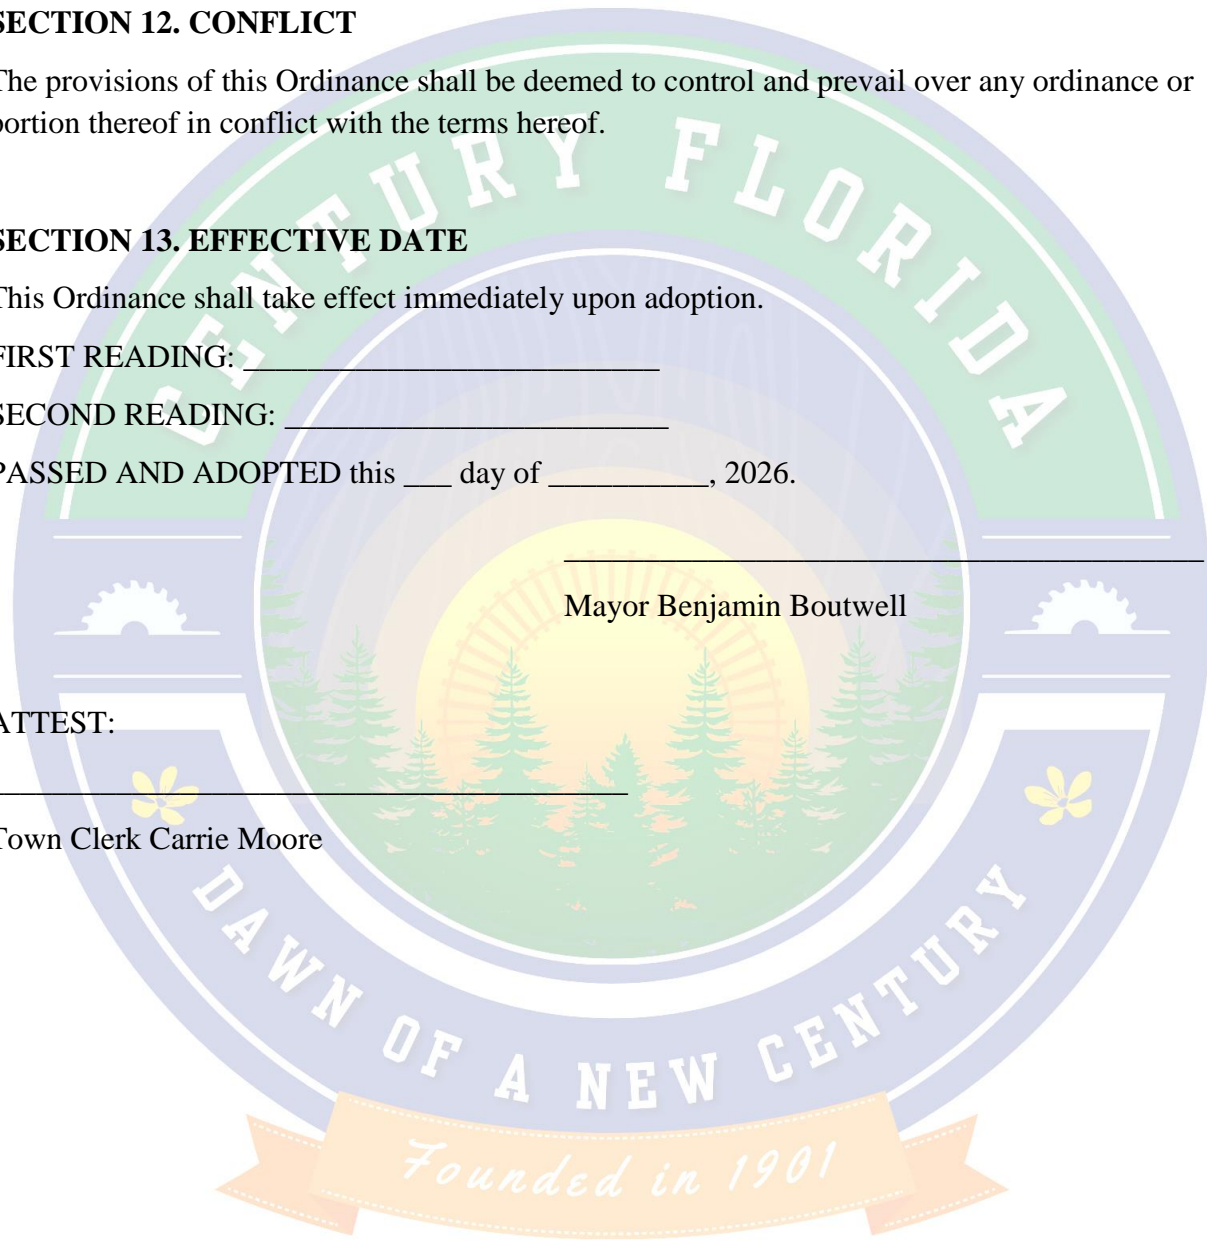 SECTION 12. CONFLICT
The provisions of this Ordinance shall be deemed to control and prevail over any ordinance or
portion thereof in conflict with the terms hereof.
SECTION 13. EFFECTIVE DATE
This Ordinance shall take effect immediately upon adoption.
FIRST READING: __________________________
SECOND READING: ________________________
PASSED AND ADOPTED this ___ day of __________, 2026.
________________________________________
Mayor Benjamin Boutwell
ATTEST:
________________________________________
Town Clerk Carrie Moore
CENTURY FLORIDA
DAWN OF A NEW CENTURY
Founded in 1901